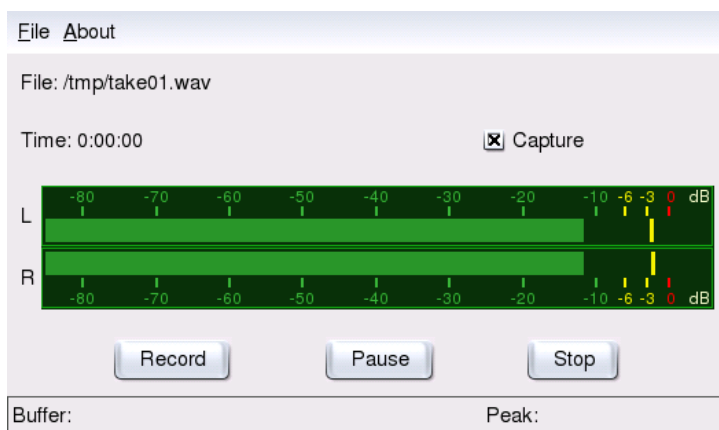 File About
File: /tmp/take01.wav
Time: 0:00:00 Capture
-80 -70 -60 -50 -40 -30 -20 -10 -6 -3 0 dB
L
R
-80 -70 -60 -50 -40 -30 -20 -10 -6 -3 0 dB
Record Pause Stop
Buffer: Peak: